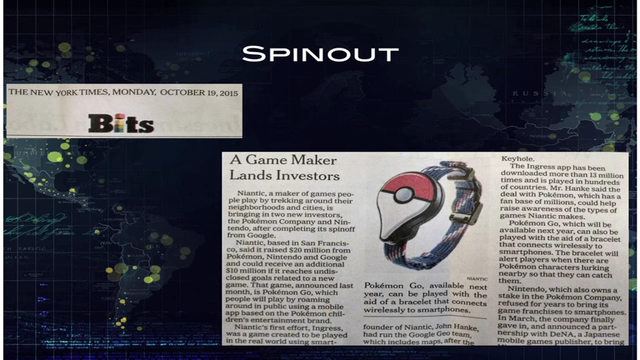 SPINOUT
THE NEW YORK TIMES, MONDAY, OCTOBER 19, 2015
Bits
A Game Maker
Lands Investors
Niantic, a maker of games peo-
ple play by trekking around their
neighborhoods and cities, is
bringing in two new investors,
the Pokémon Company and Nin-
tendo, after completing its spinoff
from Google.
Niantic, based in San Francis-
co, said it raised $20 million from
Pokémon, Nintendo and Google
and could receive an additional
$10 million if it reaches undis-
closed goals related to a new
game. That game, announced last
month, is Pokémon Go, which
people will play by roaming
around in public using a mobile
app based on the Pokémon chil-
dren's entertainment brand.
Niantic's first effort, Ingress,
was a game created to be played
in the real world using smart-
NIANTIC
Pokémon Go, available next
year, can be played with the
aid of a bracelet that connects
wirelessly to smartphones.
founder of Niantic, John Hanke,
had run the Google Geo team,
which includes maps, after the
Keyhole.
The Ingress app has been
downloaded more than 13 million
times and is played in hundreds
of countries. Mr. Hanke said the
deal with Pokémon, which has a
fan base of millions, could help
raise awareness of the types of
games Niantic makes.
Pokémon Go, which will be
available next year, can also be
played with the aid of a bracelet
that connects wirelessly to
smartphones. The bracelet will
alert players when there are
Pokémon characters lurking
nearby so that they can catch
them.
Nintendo, which also owns a
stake in the Pokémon Company,
refused for years to bring its
game franchises to smartphones.
In March, the company finally
gave in, and announced a part-
nership with DeNA, a Japanese
mobile games publisher, to bring
RUSSIA